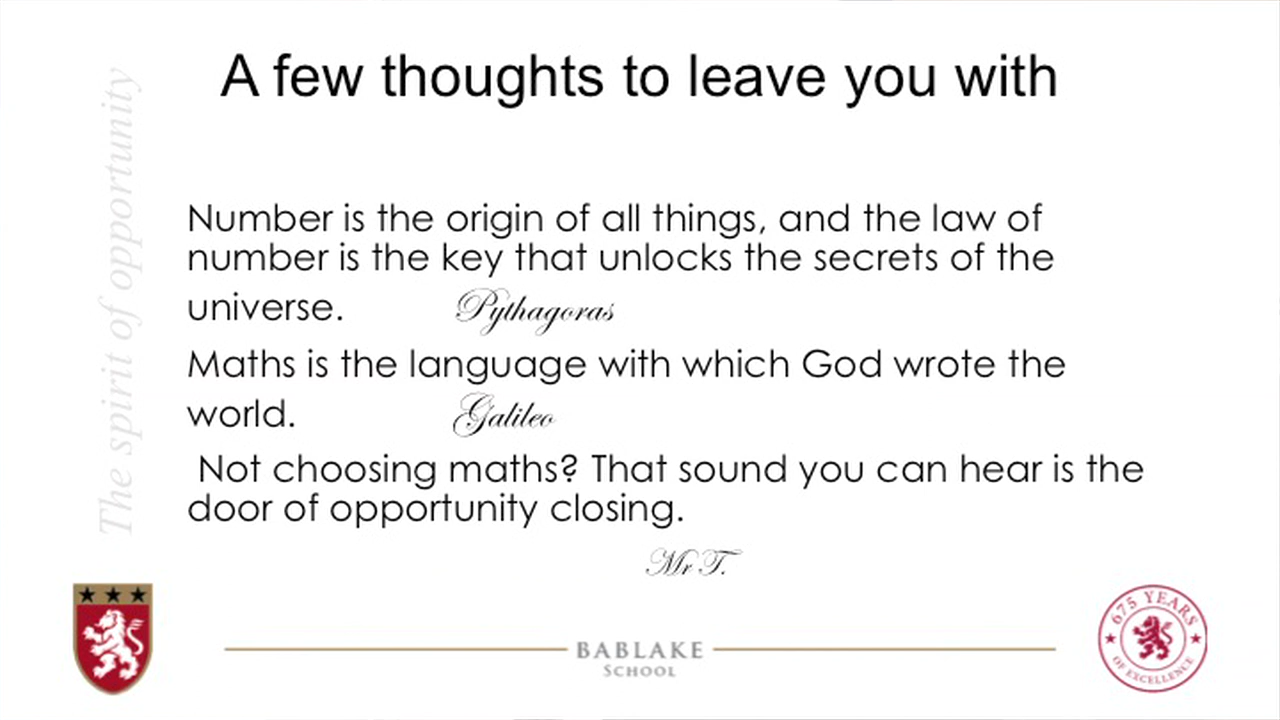 A few thoughts to leave you with
The spirit of opportunity
Number is the origin of all things, and the law of
number is the key that unlocks the secrets of the
universe. Pythagoras
Maths is the language with which God wrote the
world. Galileo
Not choosing maths? That sound you can hear is the
door of opportunity closing.
Mr T.
BABLAKE
SCHOOL
675 YEARS
OF EXCELLENCE